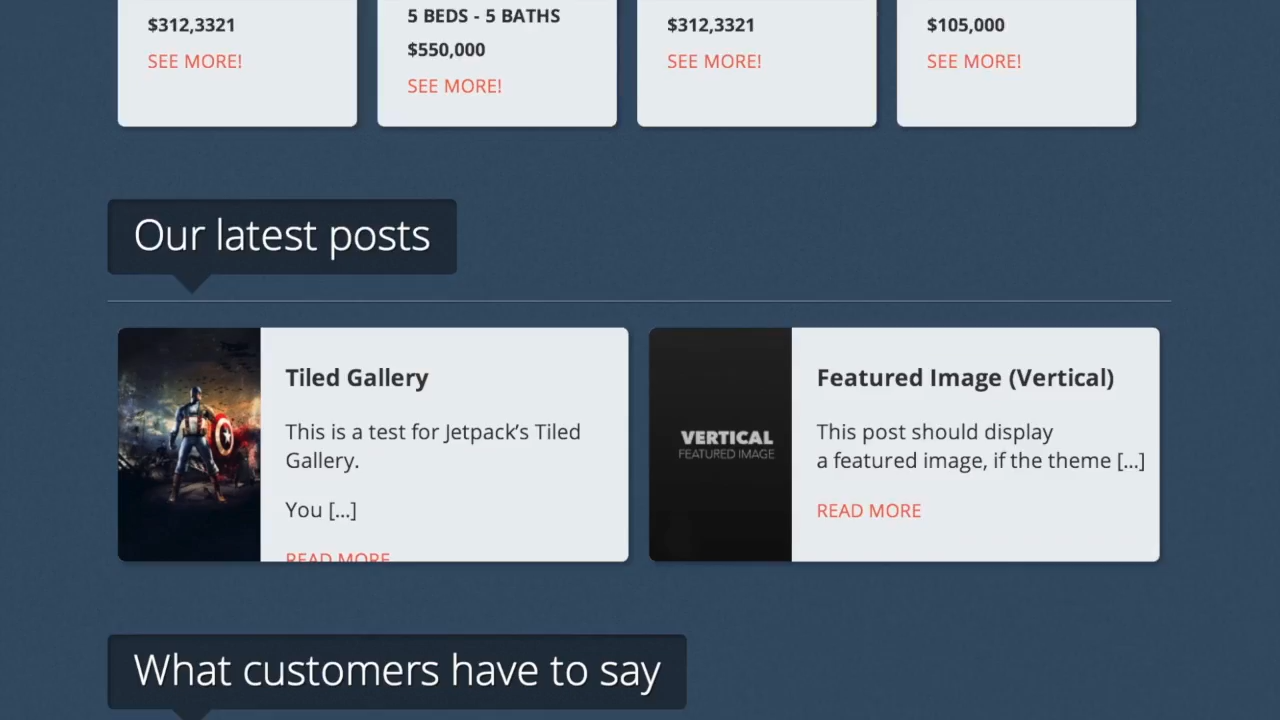 $312,3321
SEE MORE!
5 BEDS - 5 BATHS
$550,000
SEE MORE!
$312,3321
SEE MORE!
$105,000
SEE MORE!
Our latest posts
Tiled Gallery
This is a test for Jetpack’s Tiled
Gallery.
You [...]
READ MORE
VERTICAL
FEATURED IMAGE
Featured Image (Vertical)
This post should display
a featured image, if the theme [...]
READ MORE
What customers have to say